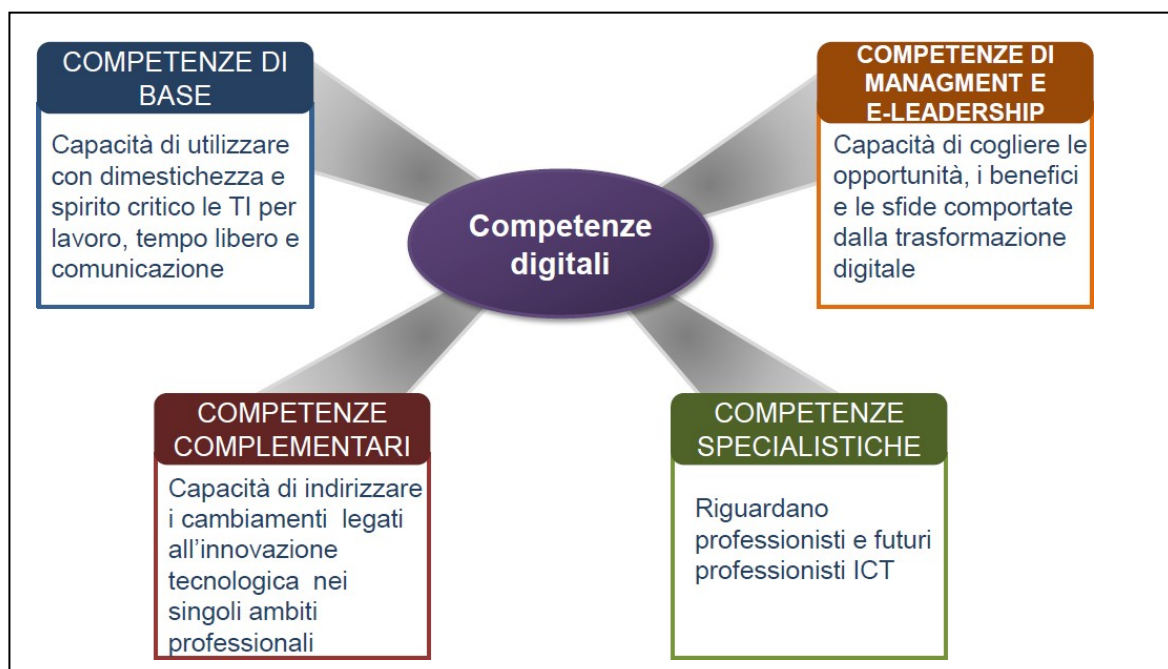 COMPETENZE DI
BASE
Capacità di utilizzare
con dimestichezza e
spirito critico le TI per
lavoro, tempo libero e
comunicazione
COMPETENZE DI
MANAGMENT E
E-LEADERSHIP
Capacità di cogliere le
opportunità, i benefici
e le sfide comportate
dalla trasformazione
digitale
Competenze
digitali
COMPETENZE
COMPLEMENTARI
Capacità di indirizzare
i cambiamenti legati
all’innovazione
tecnologica nei
singoli ambiti
professionali
COMPETENZE
SPECIALISTICHE
Riguardano
professionisti e futuri
professionisti ICT